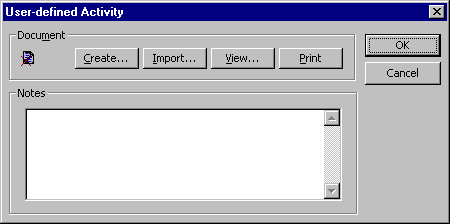 User-defined Activity
Document
Create... Import... View... Print
OK
Cancel
Notes